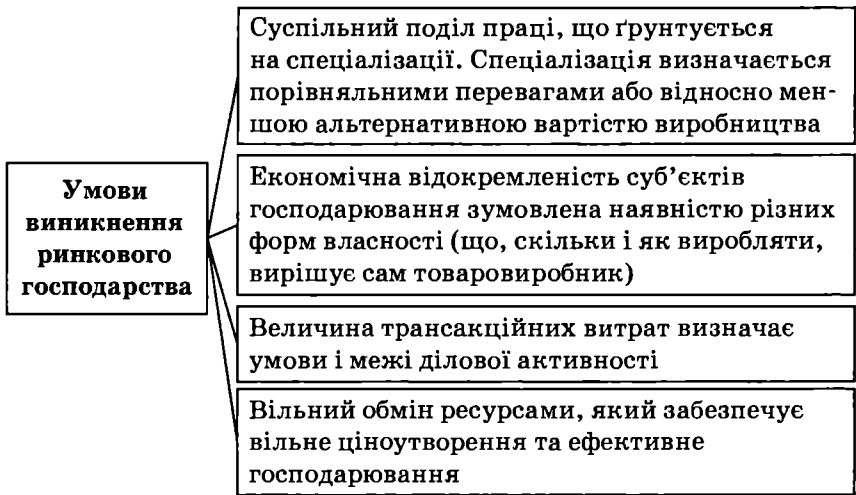 Умови
виникнення
ринкового
господарства
Суспільний поділ праці, що ґрунтується
на спеціалізації. Спеціалізація визначається
порівняльними перевагами або відносно мен-
шою альтернативною вартістю виробництва
Економічна відокремленість суб’єктів
господарювання зумовлена наявністю різних
форм власності (що, скільки і як виробляти,
вирішує сам товаровиробник)
Величина трансакційних витрат визначає
умови і межі ділової активності
Вільний обмін ресурсами, який забезпечує
вільне ціноутворення та ефективне
господарювання